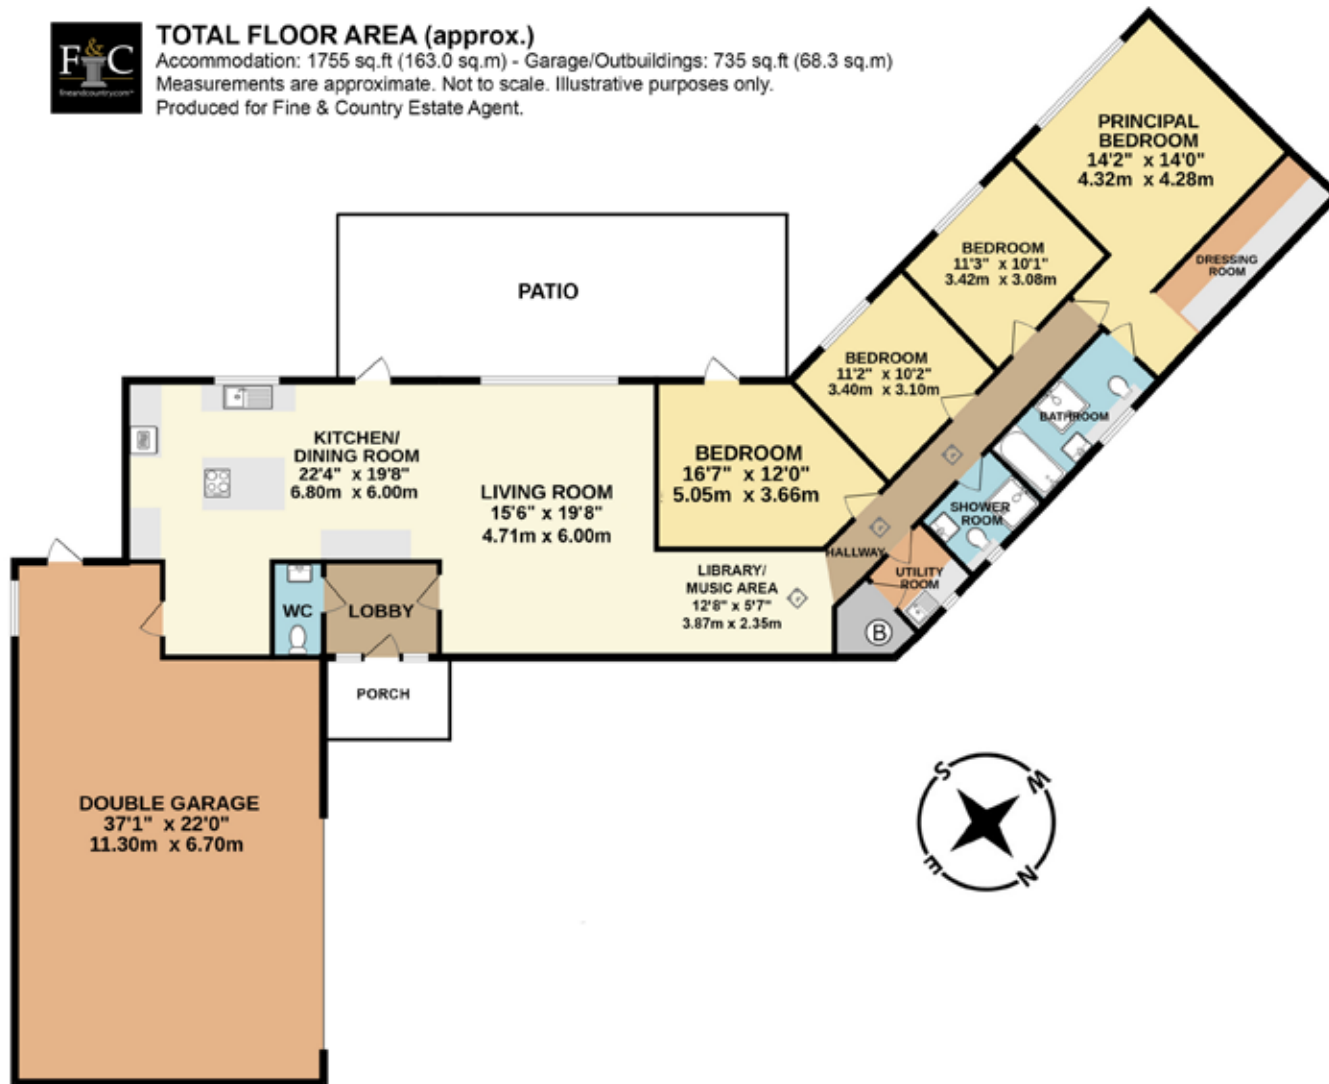 F&C
fineandcountry.com™
TOTAL FLOOR AREA (approx.)
Accommodation: 1755 sq.ft (163.0 sq.m) - Garage/Outbuildings: 735 sq.ft (68.3 sq.m)
Measurements are approximate. Not to scale. Illustrative purposes only.
Produced for Fine & Country Estate Agent.
PRINCIPAL
BEDROOM
14'2" x 14'0"
4.32m x 4.28m
DRESSING
ROOM
BEDROOM
11'3" x 10'1"
3.42m x 3.08m
PATIO
BEDROOM
11'2" x 10'2"
3.40m x 3.10m
BATHROOM
KITCHEN/
DINING ROOM
22'4" x 19'8"
6.80m x 6.00m
BEDROOM
16'7" x 12'0"
5.05m x 3.66m
LIVING ROOM
15'6" x 19'8"
4.71m x 6.00m
SHOWER
ROOM
HALLWAY
UTILITY
ROOM
LIBRARY/
MUSIC AREA
12'8" x 5'7"
3.87m x 2.35m
WC
LOBBY
B
PORCH
DOUBLE GARAGE
37'1" x 22'0"
11.30m x 6.70m
S
W
E
N